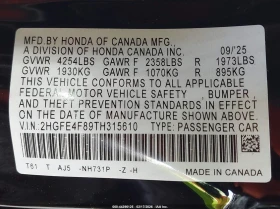 MFD. BY HONDA OF CANADA MFG.,
A DIVISION OF HONDA CANADA INC. 09/'25
GVWR 4254LBS GAWR F 2358LBS R 1973LBS
GVWR 1930KG GAWR F 1070KG R 895KG
THIS VEHICLE CONFORMS TO ALL APPLICABLE
FEDERAL MOTOR VEHICLE SAFETY, BUMPER
AND THEFT PREVENTION STANDARDS IN EFFECT
ON THE DATE OF MANUFACTURE SHOWN ABOVE.
V.I.N:2HGFE4F89TH315610 TYPE: PASSENGER CAR
T61 T AJ5 -NH731P -Z -H
MADE IN CANADA